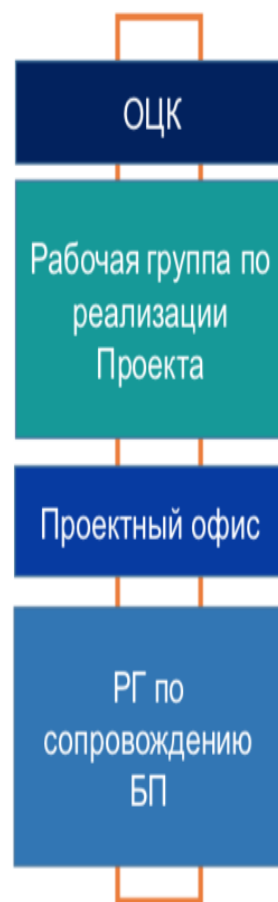 ОЦК
Рабочая группа по
реализации
Проекта
Проектный офис
РГ по
сопровождению
БП